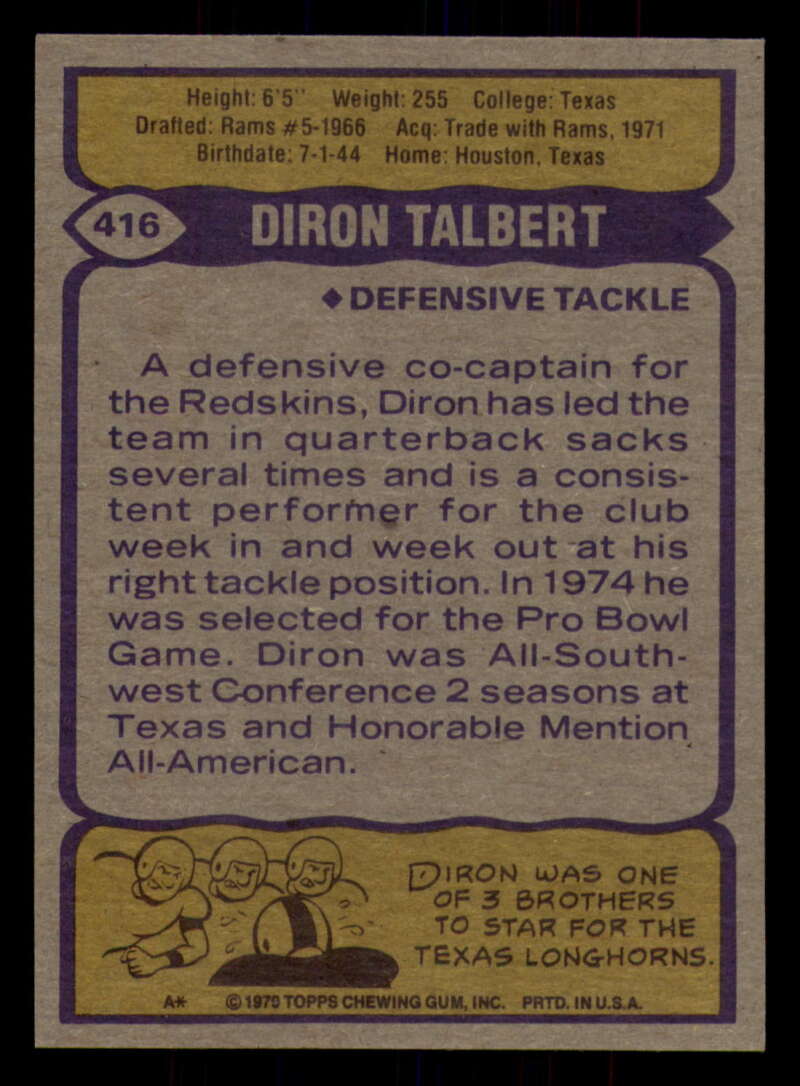 Height: 6'5" Weight: 255 College: Texas
Drafted: Rams #5-1966 Acq: Trade with Rams, 1971
Birthdate: 7-1-44 Home: Houston, Texas
416 DIRON TALBERT
◆ DEFENSIVE TACKLE
A defensive co-captain for
the Redskins, Diron has led the
team in quarterback sacks
several times and is a consis-
tent performer for the club
week in and week out at his
right tackle position. In 1974 he
was selected for the Pro Bowl
Game. Diron was All-South-
west Conference 2 seasons at
Texas and Honorable Mention
All-American.
DIRON WAS ONE
OF 3 BROTHERS
TO STAR FOR THE
TEXAS LONGHORNS.
A* © 1979 TOPPS CHEWING GUM, INC. PRTD. IN U.S.A.